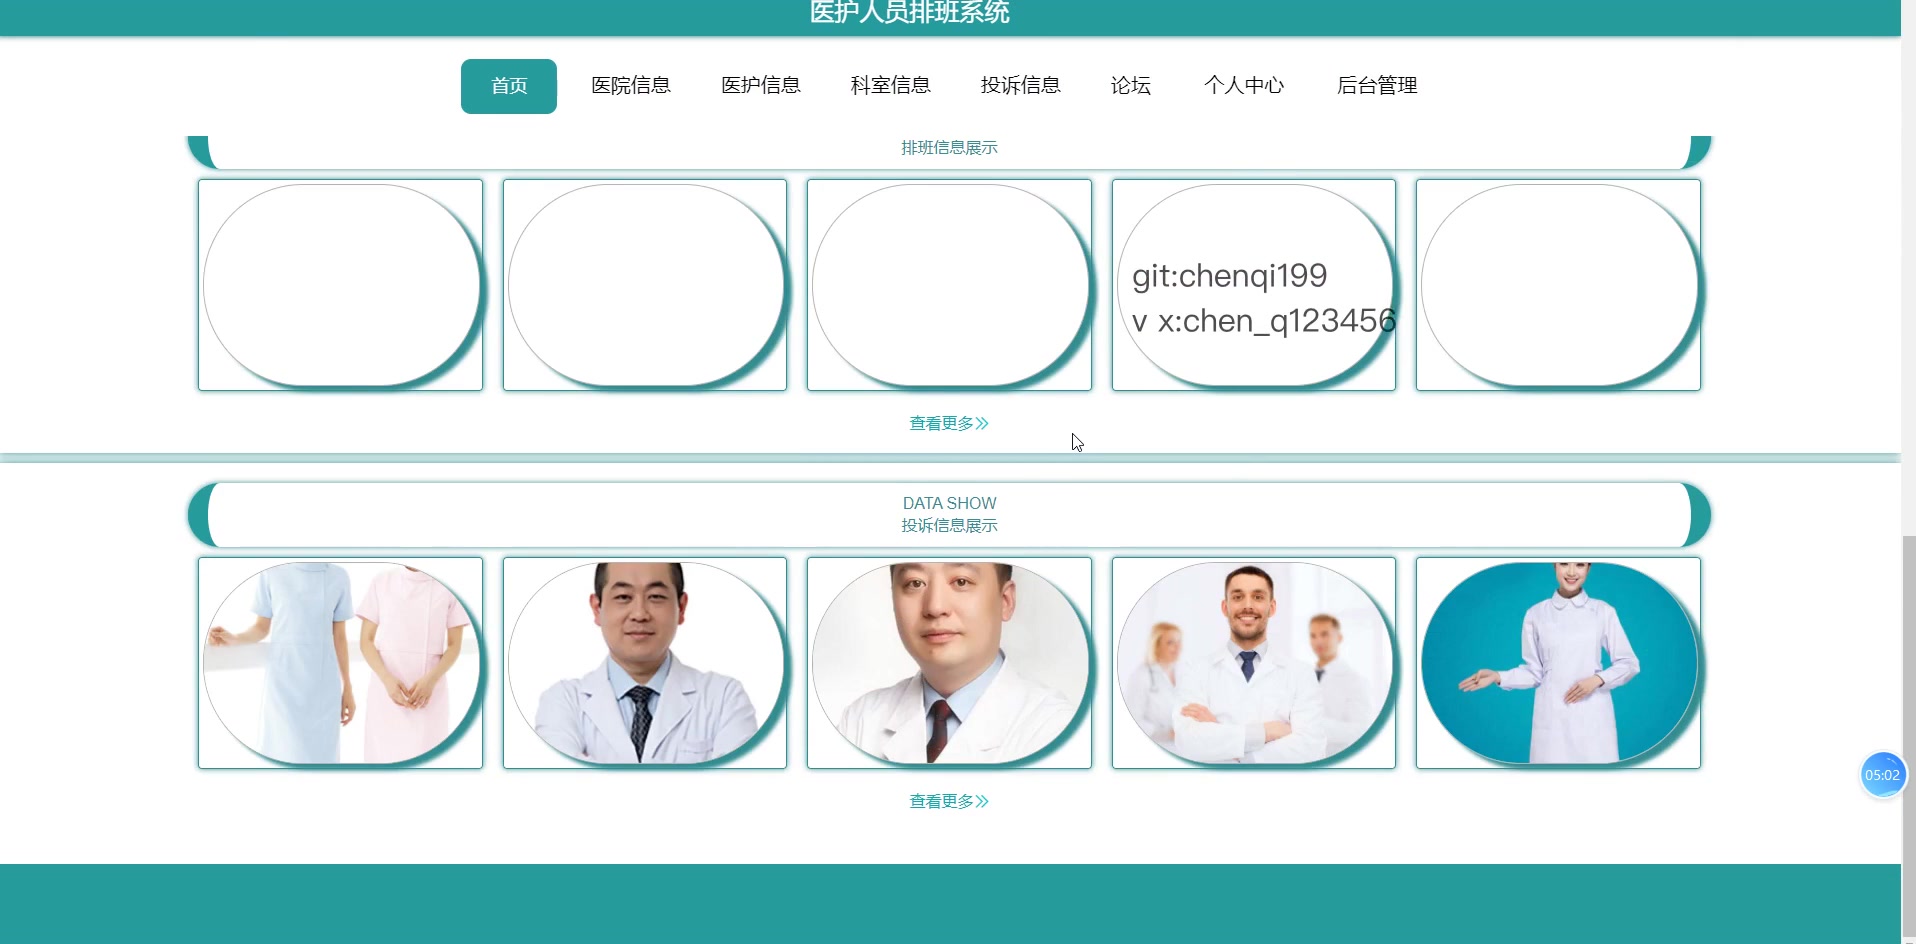 医护人员排班系统
首页 医院信息 医护信息 科室信息 投诉信息 论坛 个人中心 后台管理
排班信息展示
git:chenqi199
v x:chen_q123456
查看更多
DATA SHOW
投诉信息展示
查看更多
05:02